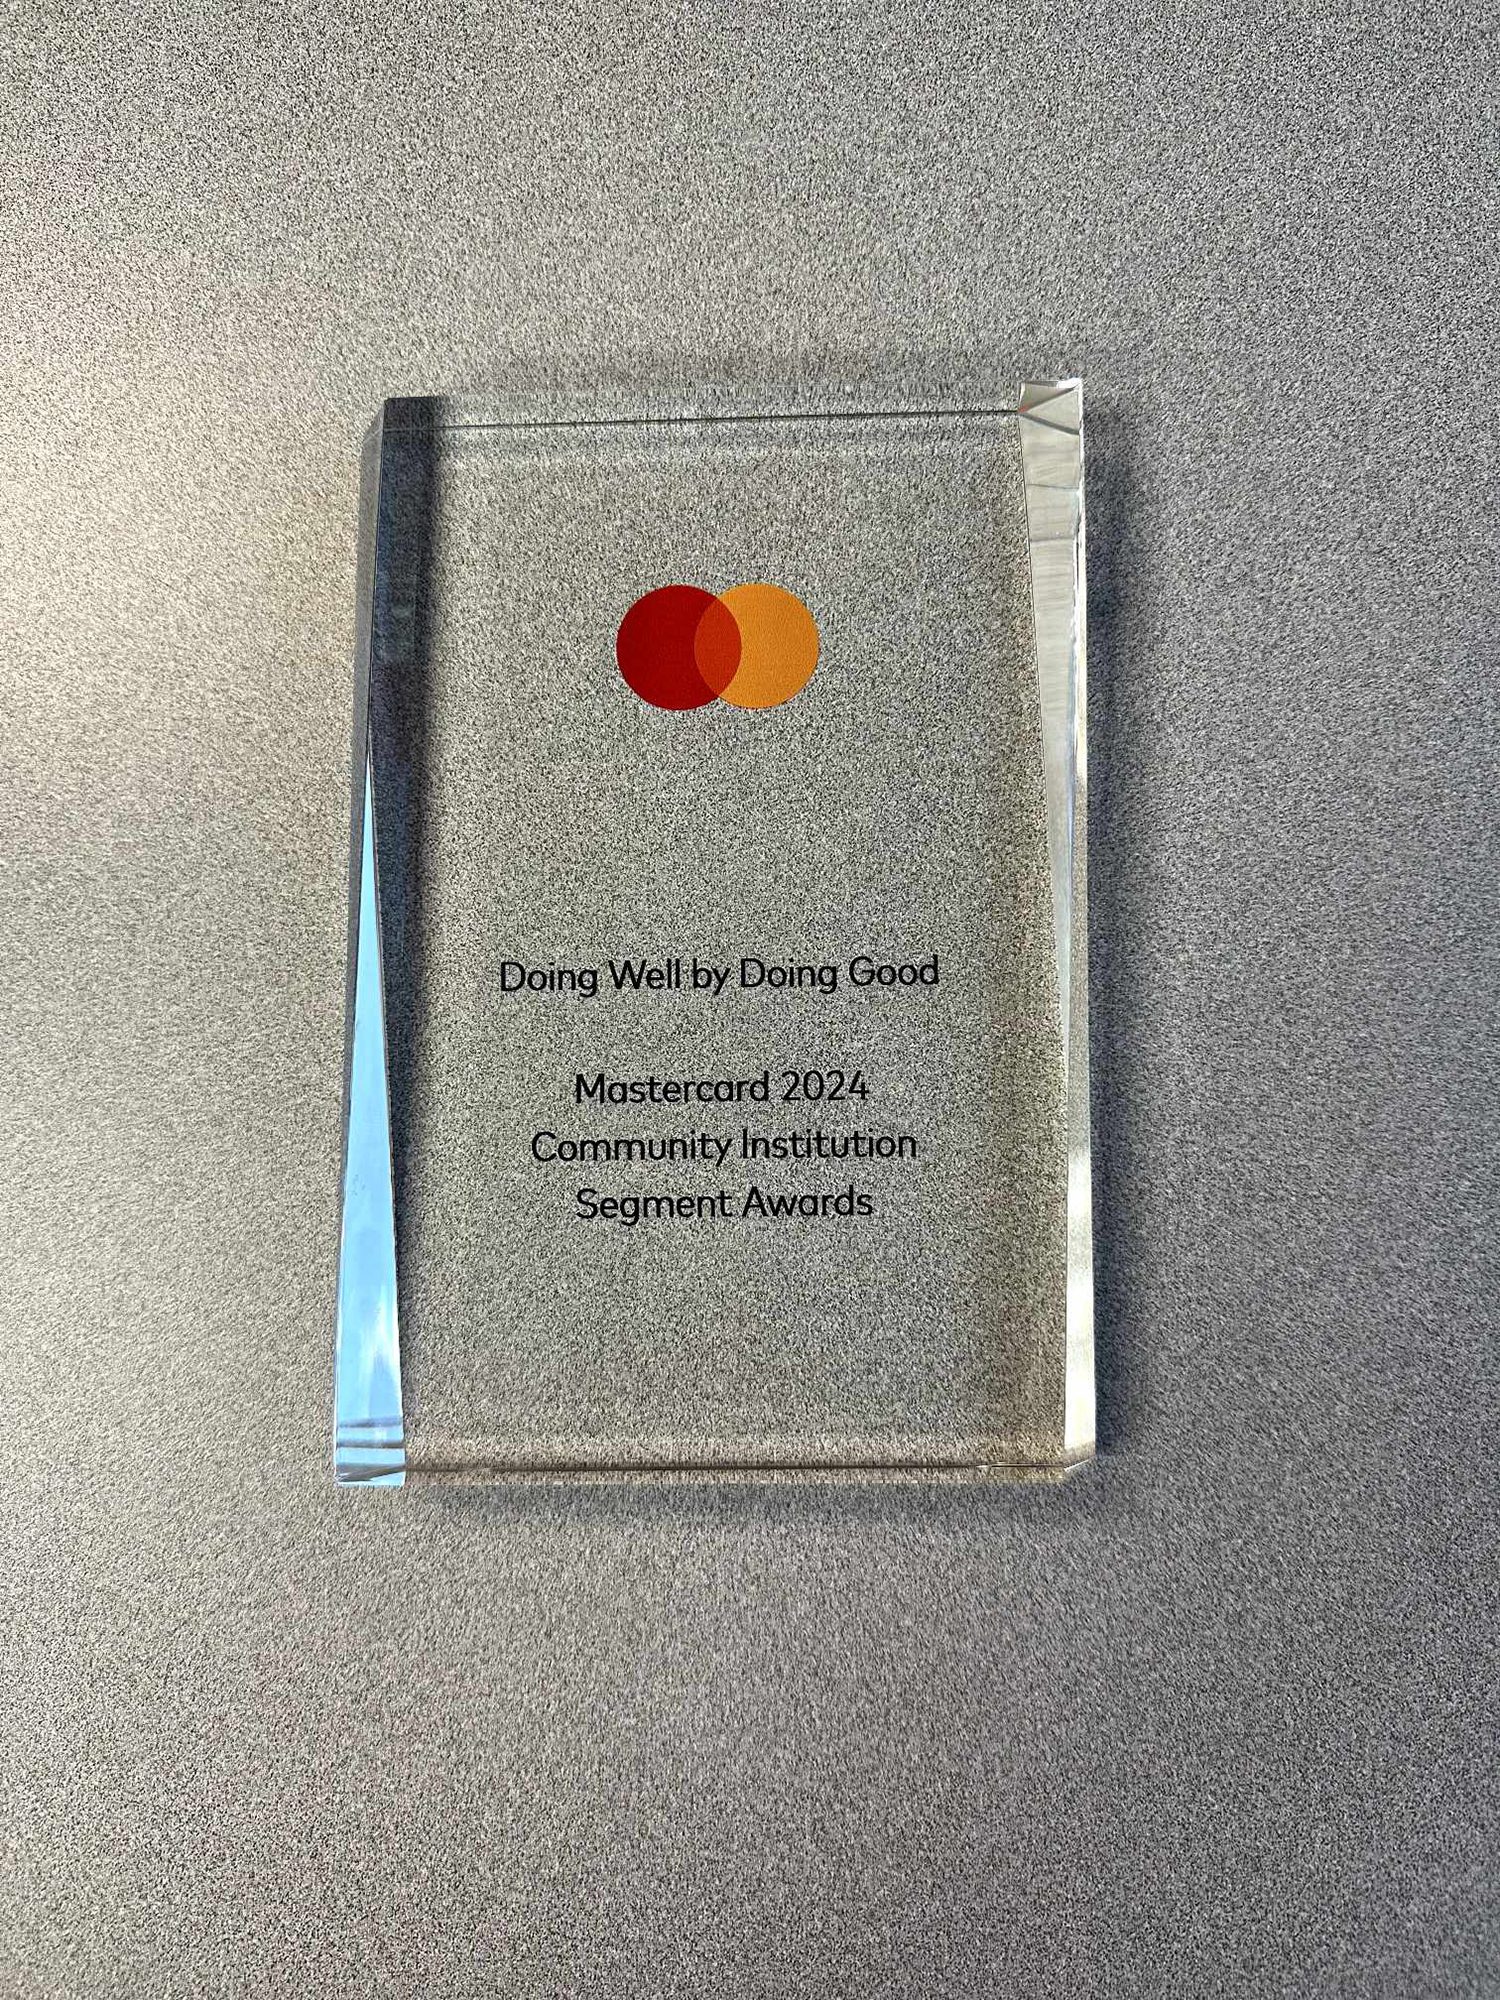 Doing Well by Doing Good
Mastercard 2024
Community Institution
Segment Awards